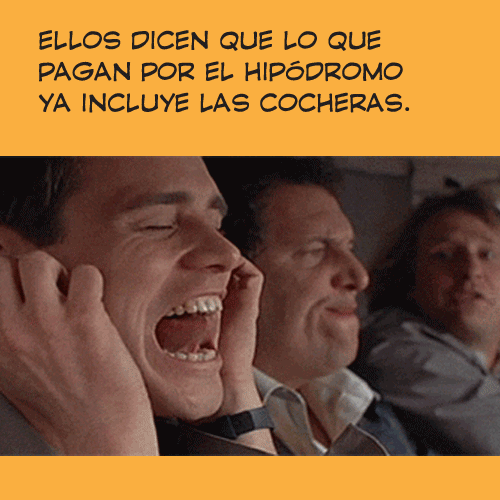 ELLOS DICEN QUE LO QUE
PAGAN POR EL HIPÓDROMO
YA INCLUYE LAS COCHERAS.